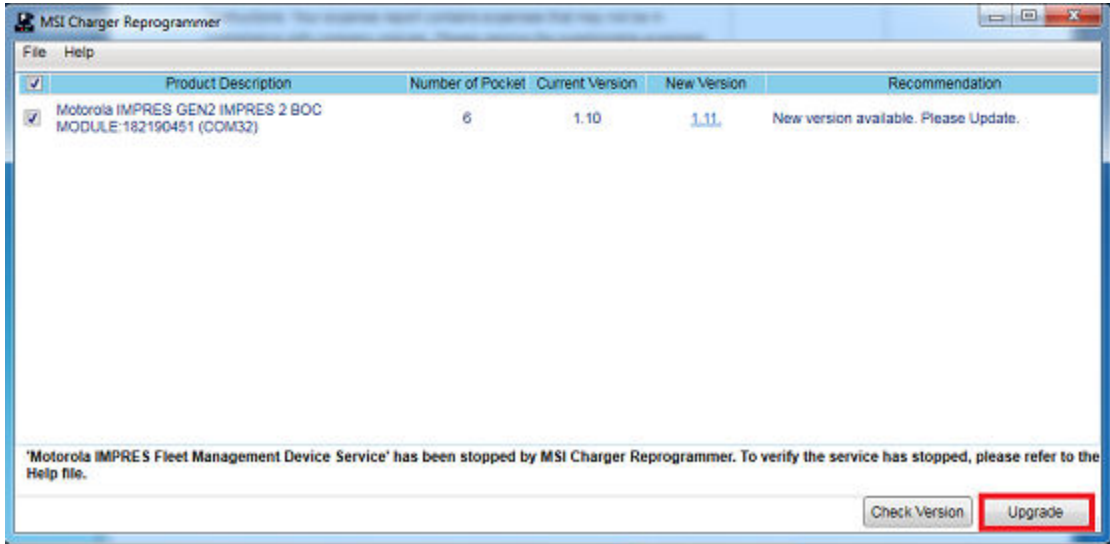 MSI Charger Reprogrammer
File Help
Product Description Number of Pocket Current Version New Version Recommendation
Motorola IMPRES GEN2 IMPRES 2 BOC
MODULE:182190451 (COM32) 6 1.10 1.11. New version available. Please Update.
'Motorola IMPRES Fleet Management Device Service' has been stopped by MSI Charger Reprogrammer. To verify the service has stopped, please refer to the
Help file.
Check Version Upgrade